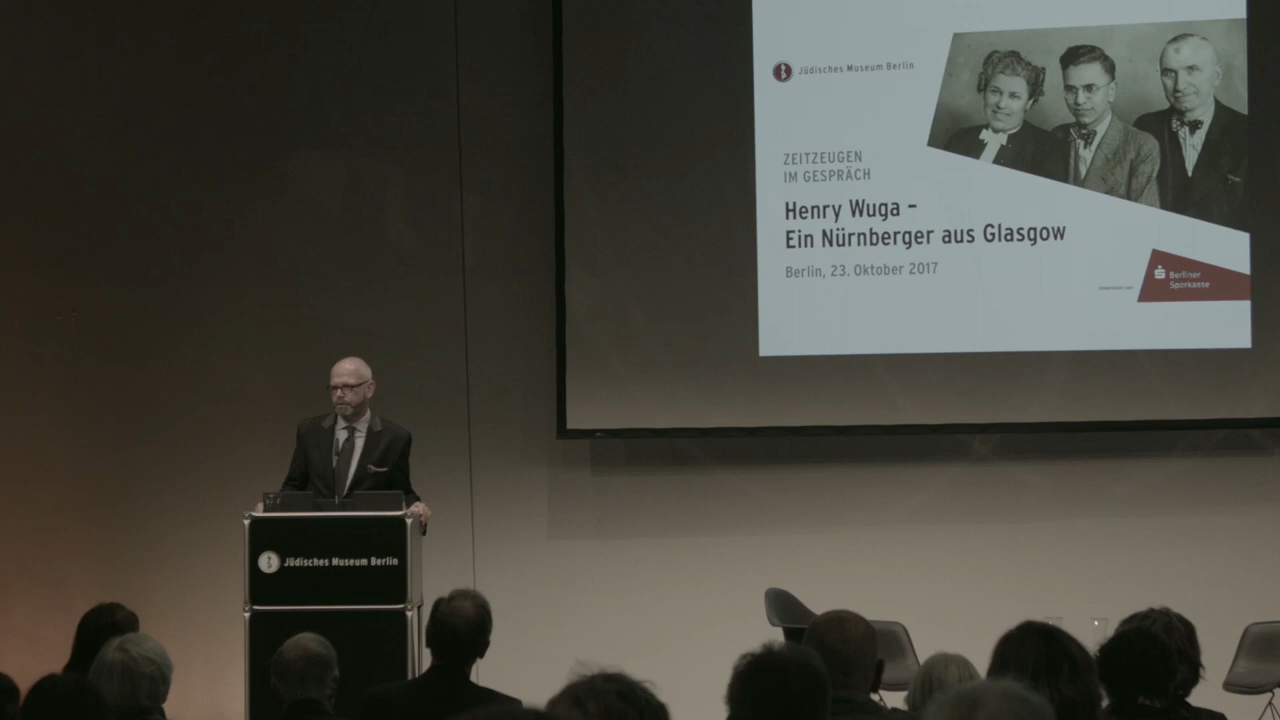 Jüdisches Museum Berlin
ZEITZEUGEN
IM GESPRÄCH
Henry Wuga –
Ein Nürnberger aus Glasgow
Berlin, 23. Oktober 2017
Berliner
Sparkasse
Jüdisches Museum Berlin